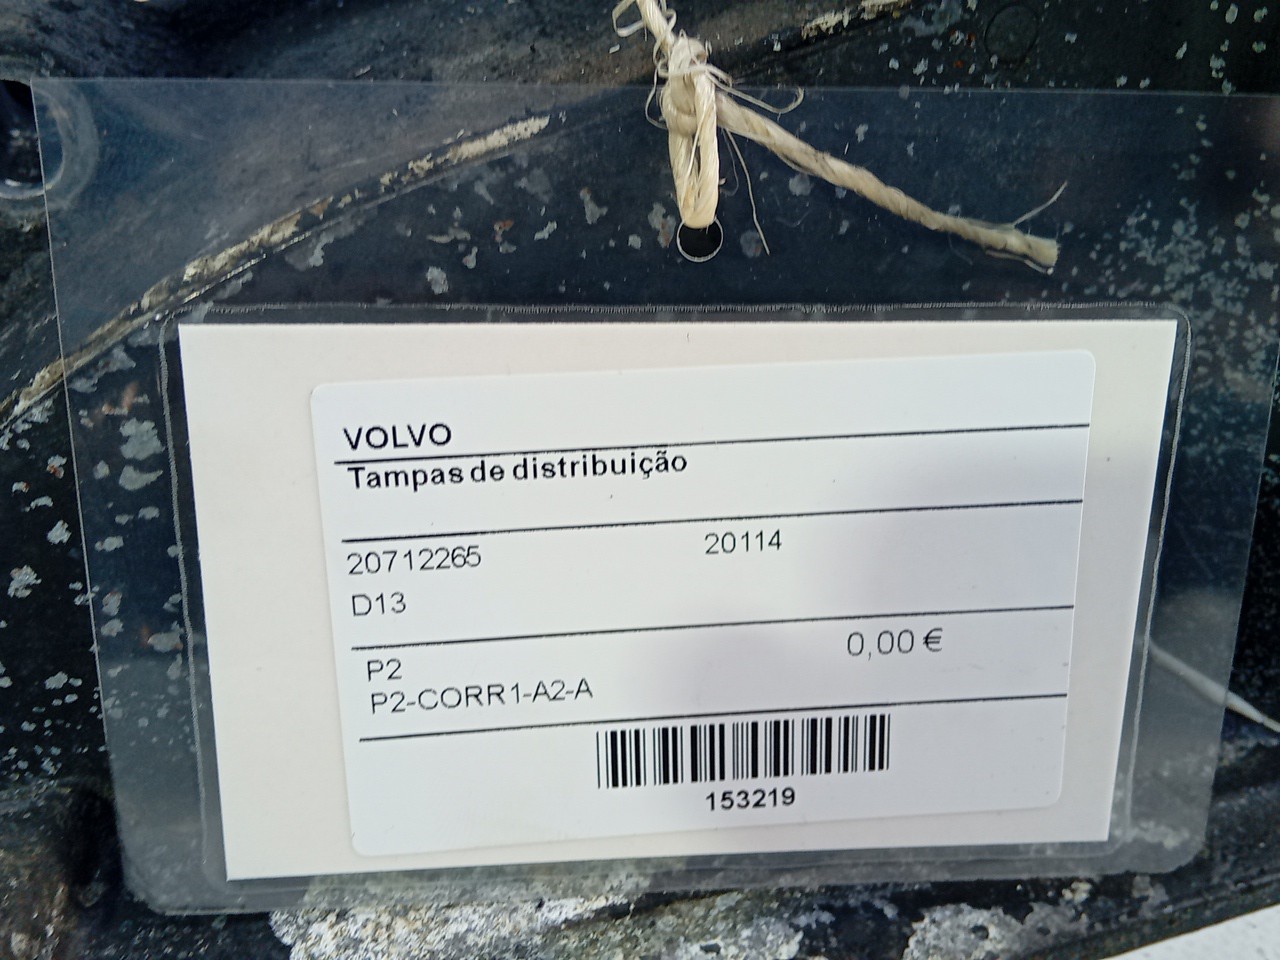 VOLVO
Tampas de distribuição
20712265 20114
D13
P2 0,00 €
P2-CORR1-A2-A
153219